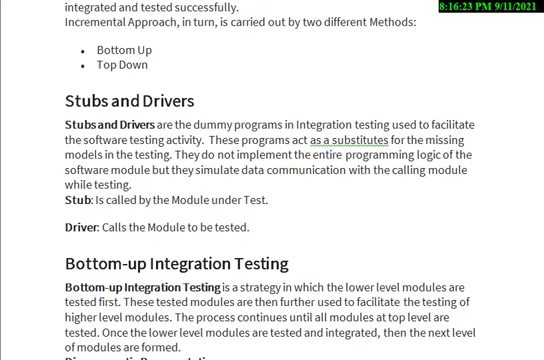 8:16:23 PM 9/11/2021
integrated and tested successfully.
Incremental Approach, in turn, is carried out by two different Methods:
• Bottom Up
• Top Down
Stubs and Drivers
Stubs and Drivers are the dummy programs in Integration testing used to facilitate
the software testing activity. These programs act as a substitutes for the missing
models in the testing. They do not implement the entire programming logic of the
software module but they simulate data communication with the calling module
while testing.
Stub: Is called by the Module under Test.
Driver: Calls the Module to be tested.
Bottom-up Integration Testing
Bottom-up Integration Testing is a strategy in which the lower level modules are
tested first. These tested modules are then further used to facilitate the testing of
higher level modules. The process continues until all modules at top level are
tested. Once the lower level modules are tested and integrated, then the next level
of modules are formed.